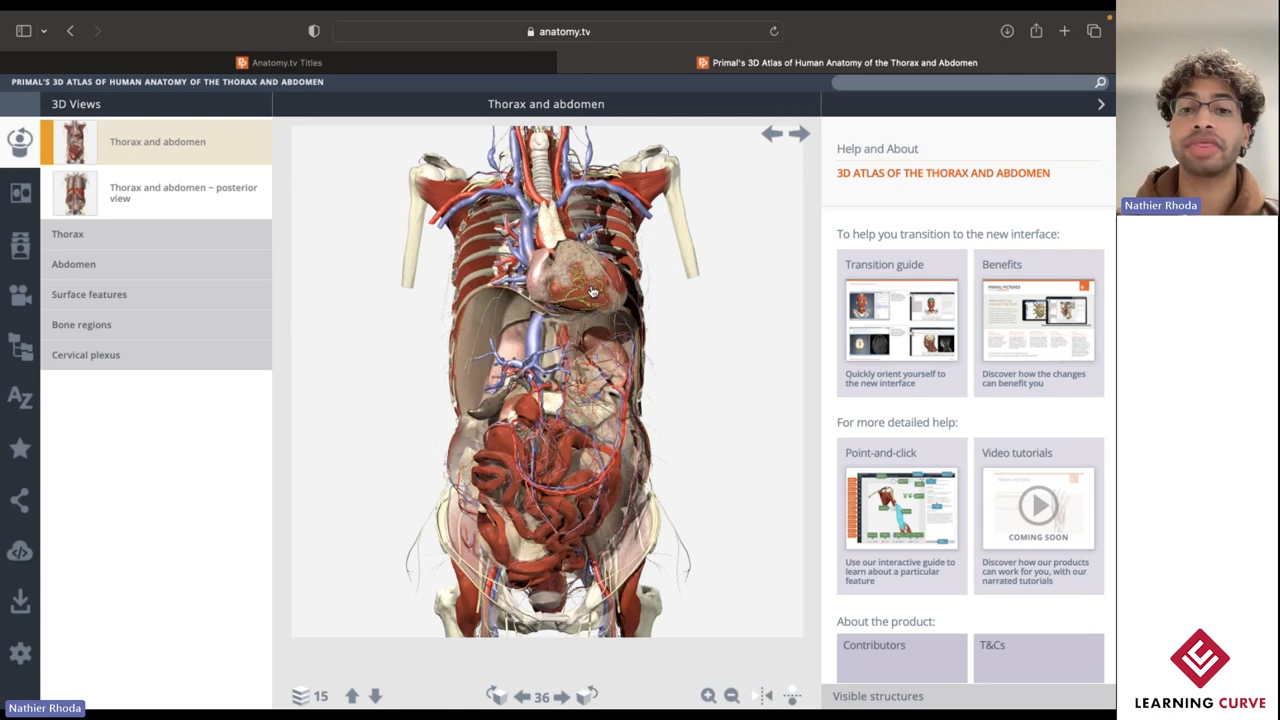 anatomy.tv
Anatomy.tv Titles
Primal's 3D Atlas of Human Anatomy of the Thorax and Abdomen
PRIMAL'S 3D ATLAS OF HUMAN ANATOMY OF THE THORAX AND ABDOMEN
3D Views
Thorax and abdomen
Thorax and abdomen ~ posterior
view
Thorax
Abdomen
Surface features
Bone regions
Cervical plexus
AZ
Thorax and abdomen
15
36
Help and About
3D ATLAS OF THE THORAX AND ABDOMEN
To help you transition to the new interface:
Transition guide
Quickly orient yourself to
the new interface
Benefits
Discover how the changes
can benefit you
For more detailed help:
Point-and-click
Use our interactive guide to
learn about a particular
feature
Video tutorials
COMING SOON
Discover how our products
can work for you, with our
narrated tutorials
About the product:
Contributors
T&Cs
Visible structures
Nathier Rhoda
Nathier Rhoda
LEARNING CURVE